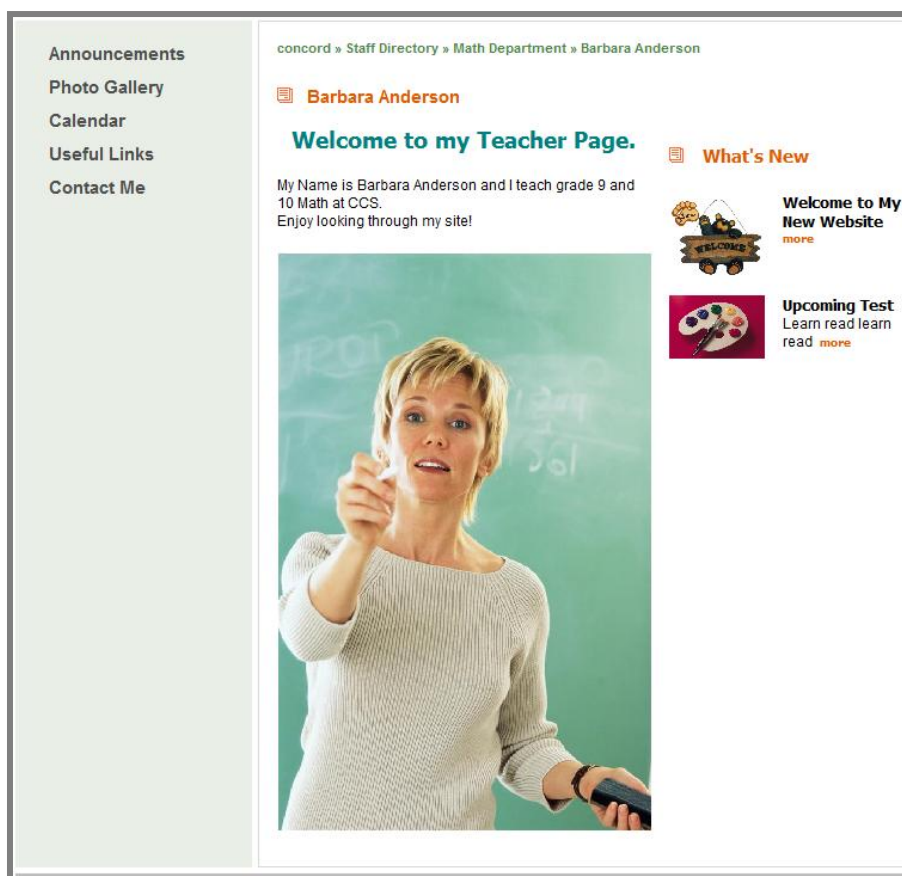 Announcements
Photo Gallery
Calendar
Useful Links
Contact Me
concord » Staff Directory » Math Department » Barbara Anderson
Barbara Anderson
Welcome to my Teacher Page.
My Name is Barbara Anderson and I teach grade 9 and
10 Math at CCS.
Enjoy looking through my site!
What's New
WELCOME
Welcome to My
New Website
more
Upcoming Test
Learn read learn
read more